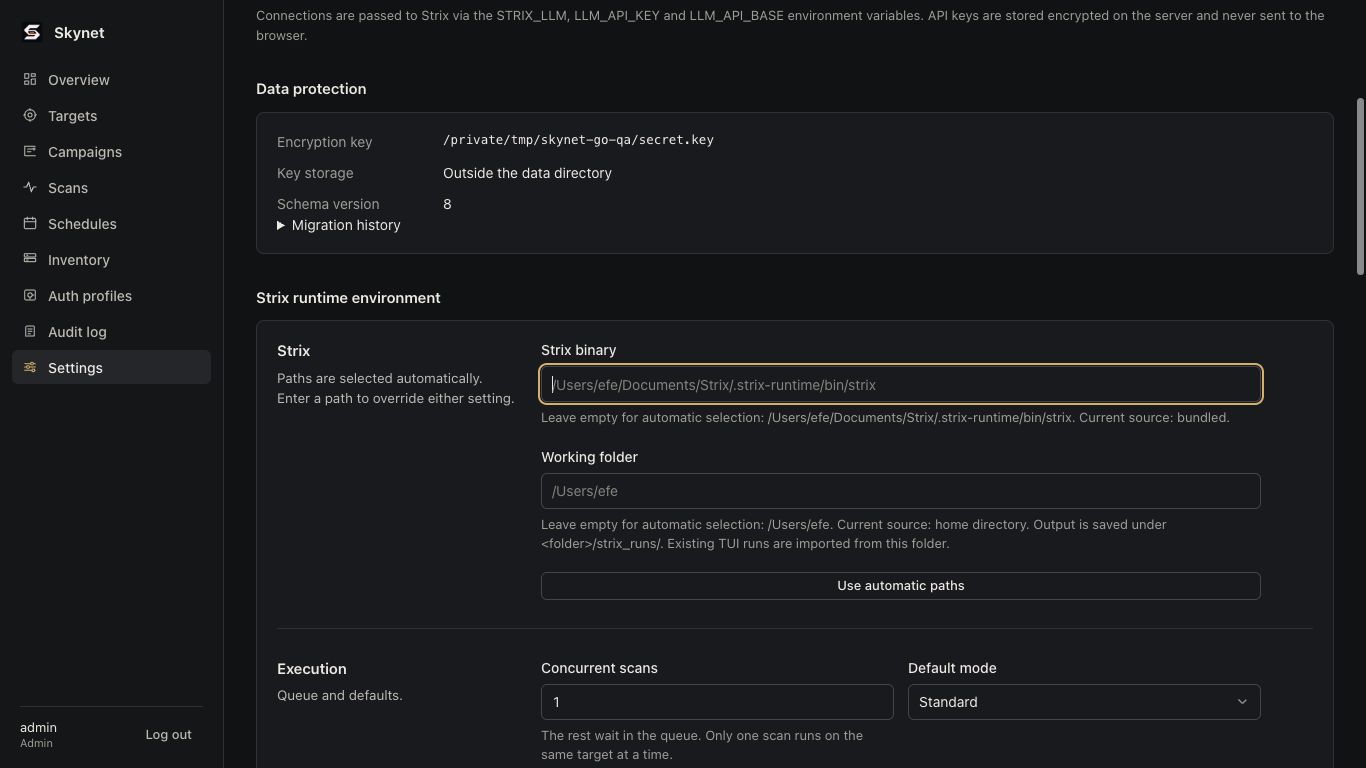 Skynet
Overview
Targets
Campaigns
Scans
Schedules
Inventory
Auth profiles
Audit log
Settings
admin
Admin
Log out
Connections are passed to Strix via the STRIX_LLM, LLM_API_KEY and LLM_API_BASE environment variables. API keys are stored encrypted on the server and never sent to the
browser.
Data protection
Encryption key /private/tmp/skynet-go-qa/secret.key
Key storage Outside the data directory
Schema version 8
Migration history
Strix runtime environment
Strix
Paths are selected automatically.
Enter a path to override either setting.
Strix binary
/Users/efe/Documents/Strix/.strix-runtime/bin/strix
Leave empty for automatic selection: /Users/efe/Documents/Strix/.strix-runtime/bin/strix. Current source: bundled.
Working folder
/Users/efe
Leave empty for automatic selection: /Users/efe. Current source: home directory. Output is saved under
<folder>/strix_runs/. Existing TUI runs are imported from this folder.
Use automatic paths
Execution
Queue and defaults.
Concurrent scans
1
The rest wait in the queue. Only one scan runs on the
same target at a time.
Default mode
Standard